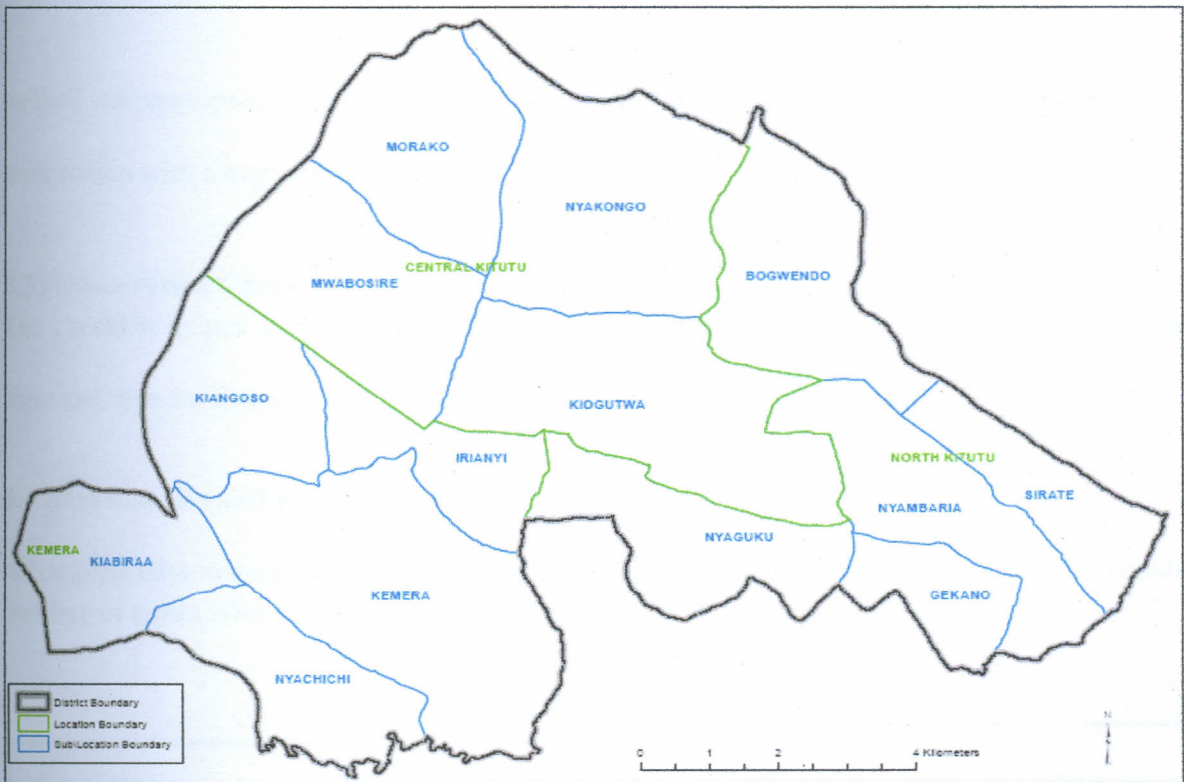 MORAKO
NYAKONGO
CENTRAL KITUTU
MWABOSIRE
BOGWENDO
KIANGOSO
KIOGUTWA
IRIANYI
NORTH KITUTU
SIRATE
NYAMBARIA
NYAGUKU
KEMERA
KIABIRAA
KEMERA
GEKANO
NYACHICHI
District Boundary
Location Boundary
SubLocation Boundary
N
0 1 2 4 Kilometers